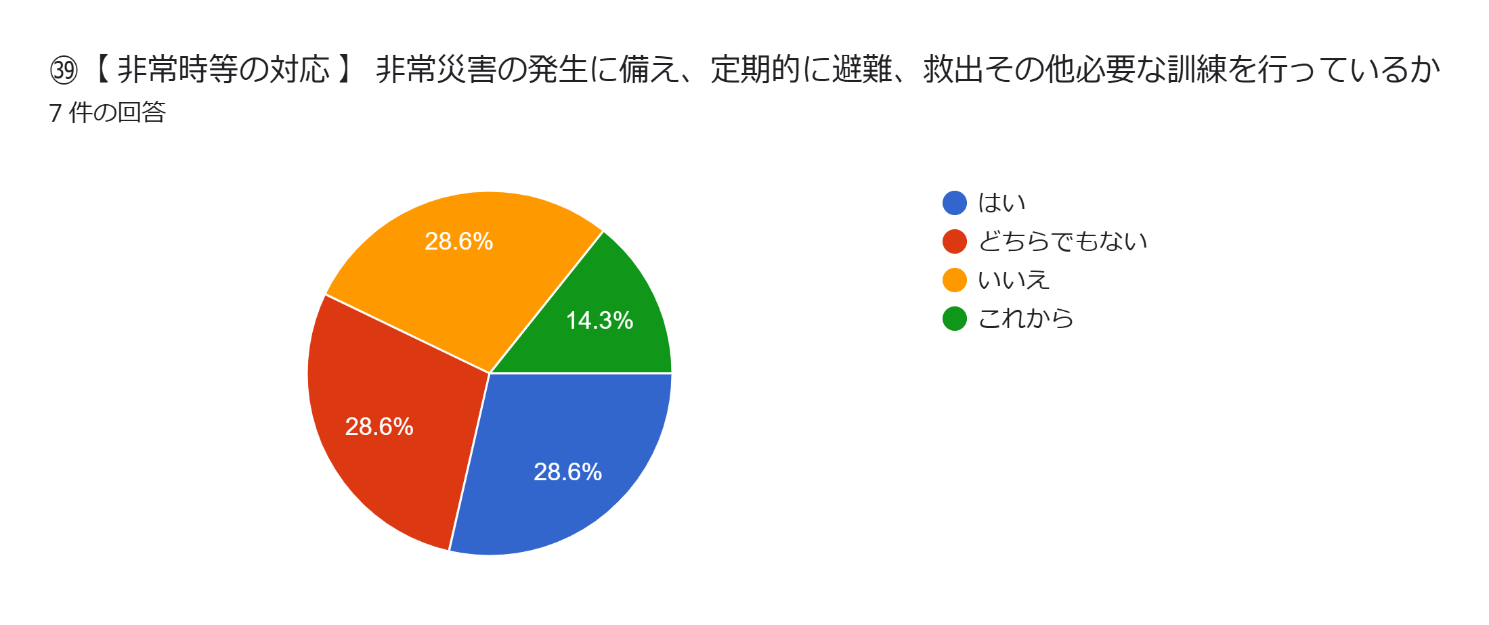 ㊴【 非常時等の対応 】 非常災害の発生に備え、定期的に避難、救出その他必要な訓練を行っているか
7 件の回答
28.6%
14.3%
28.6%
28.6%
はい
どちらでもない
いいえ
これから